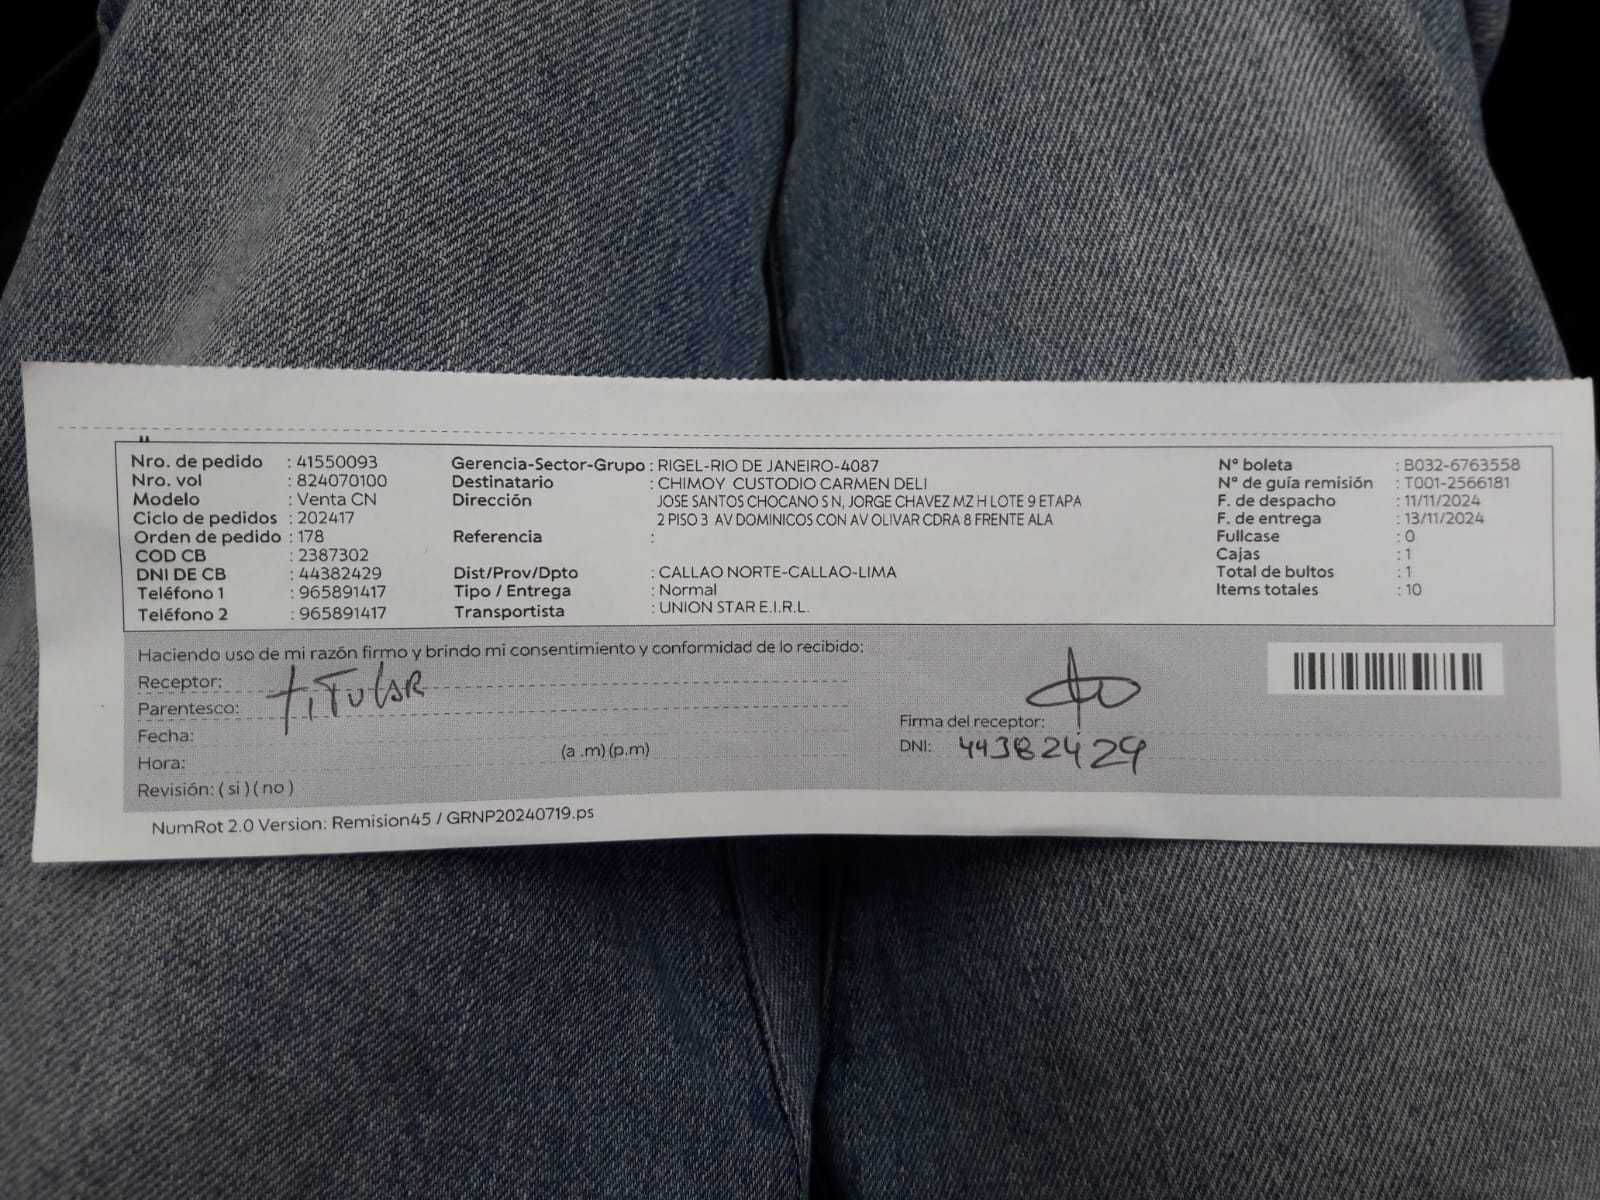 Nro. de pedido : 41550093
Nro. vol : 824070100
Modelo : Venta CN
Ciclo de pedidos : 202417
Orden de pedido : 178
COD CB : 2387302
DNI DE CB : 44382429
Teléfono 1 : 965891417
Teléfono 2 : 965891417
Gerencia-Sector-Grupo : RIGEL-RIO DE JANEIRO-4087
Destinatario : CHIMOY CUSTODIO CARMEN DELI
Dirección : JOSE SANTOS CHOCANO S N, JORGE CHAVEZ MZ H LOTE 9 ETAPA
2 PISO 3 AV DOMINICOS CON AV OLIVAR CDRA 8 FRENTE ALA
Referencia :
Dist/Prov/Dpto : CALLAO NORTE-CALLAO-LIMA
Tipo / Entrega : Normal
Transportista : UNION STAR E.I.R.L.
N° boleta : B032-6763558
N° de guía remisión : T001-2566181
F. de despacho : 11/11/2024
F. de entrega : 13/11/2024
Fullcase : 0
Cajas : 1
Total de bultos : 1
Items totales : 10
Haciendo uso de mi razón firmo y brindo mi consentimiento y conformidad de lo recibido:
Receptor: TITULAR
Parentesco:
Fecha:
Hora: (a .m) (p.m)
Revisión: ( si ) ( no )
Firma del receptor:
DNI: 44382429
NumRot 2.0 Version: Remision45 / GRNP20240719.ps